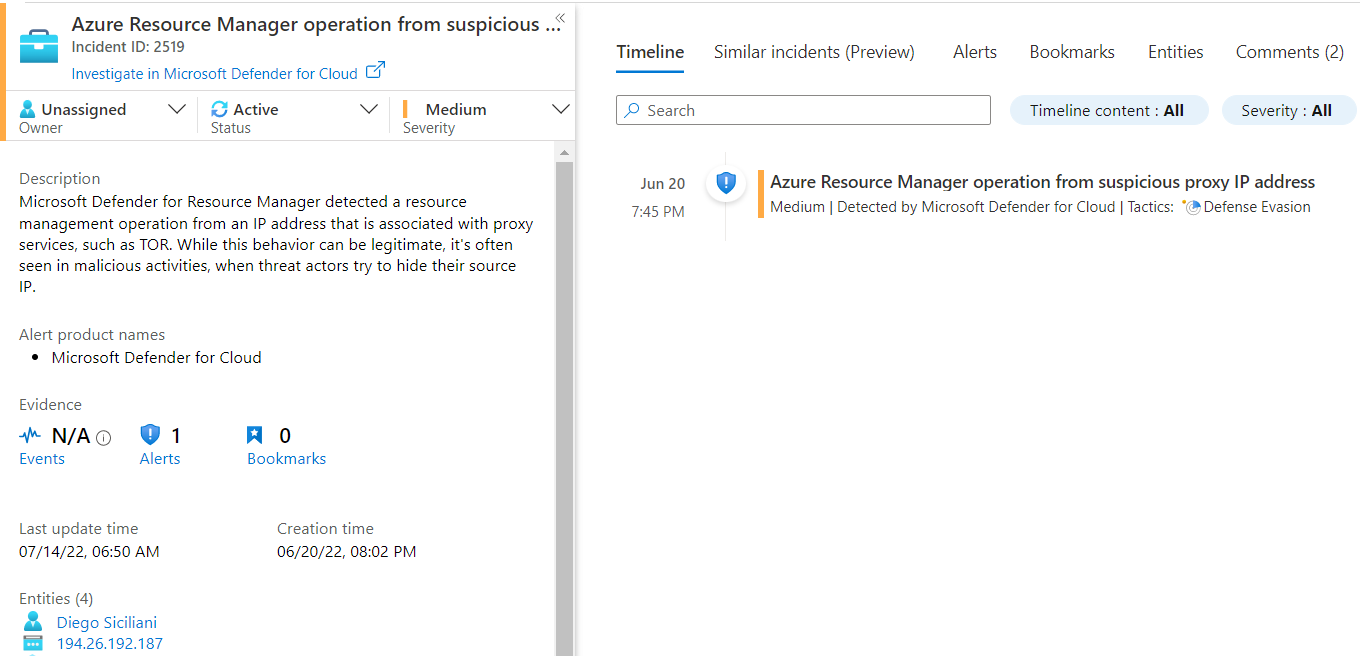 Azure Resource Manager operation from suspicious ...
Incident ID: 2519
Investigate in Microsoft Defender for Cloud
Unassigned
Owner
Active
Status
Medium
Severity
Description
Microsoft Defender for Resource Manager detected a resource
management operation from an IP address that is associated with proxy
services, such as TOR. While this behavior can be legitimate, it's often
seen in malicious activities, when threat actors try to hide their source
IP.
Alert product names
• Microsoft Defender for Cloud
Evidence
N/A
Events
1
Alerts
0
Bookmarks
Last update time
07/14/22, 06:50 AM
Creation time
06/20/22, 08:02 PM
Entities (4)
Diego Siciliani
194.26.192.187
Timeline
Similar incidents (Preview)
Alerts
Bookmarks
Entities
Comments (2)
Search
Timeline content : All
Severity : All
Jun 20
7:45 PM
Azure Resource Manager operation from suspicious proxy IP address
Medium | Detected by Microsoft Defender for Cloud | Tactics: Defense Evasion